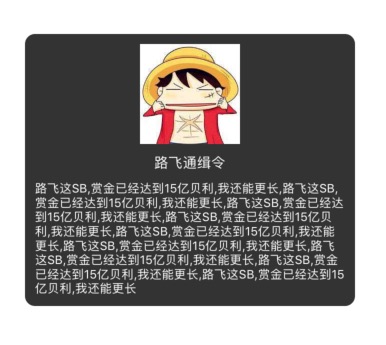 路飞通缉令
路飞这SB,赏金已经达到15亿贝利,我还能更长,路飞这SB,
赏金已经达到15亿贝利,我还能更长,路飞这SB,赏金已经达
到15亿贝利,我还能更长,路飞这SB,赏金已经达到15亿贝
利,我还能更长,路飞这SB,赏金已经达到15亿贝利,我还能
更长,路飞这SB,赏金已经达到15亿贝利,我还能更长,路飞
这SB,赏金已经达到15亿贝利,我还能更长,路飞这SB,赏金
已经达到15亿贝利,我还能更长,路飞这SB,赏金已经达到15
亿贝利,我还能更长